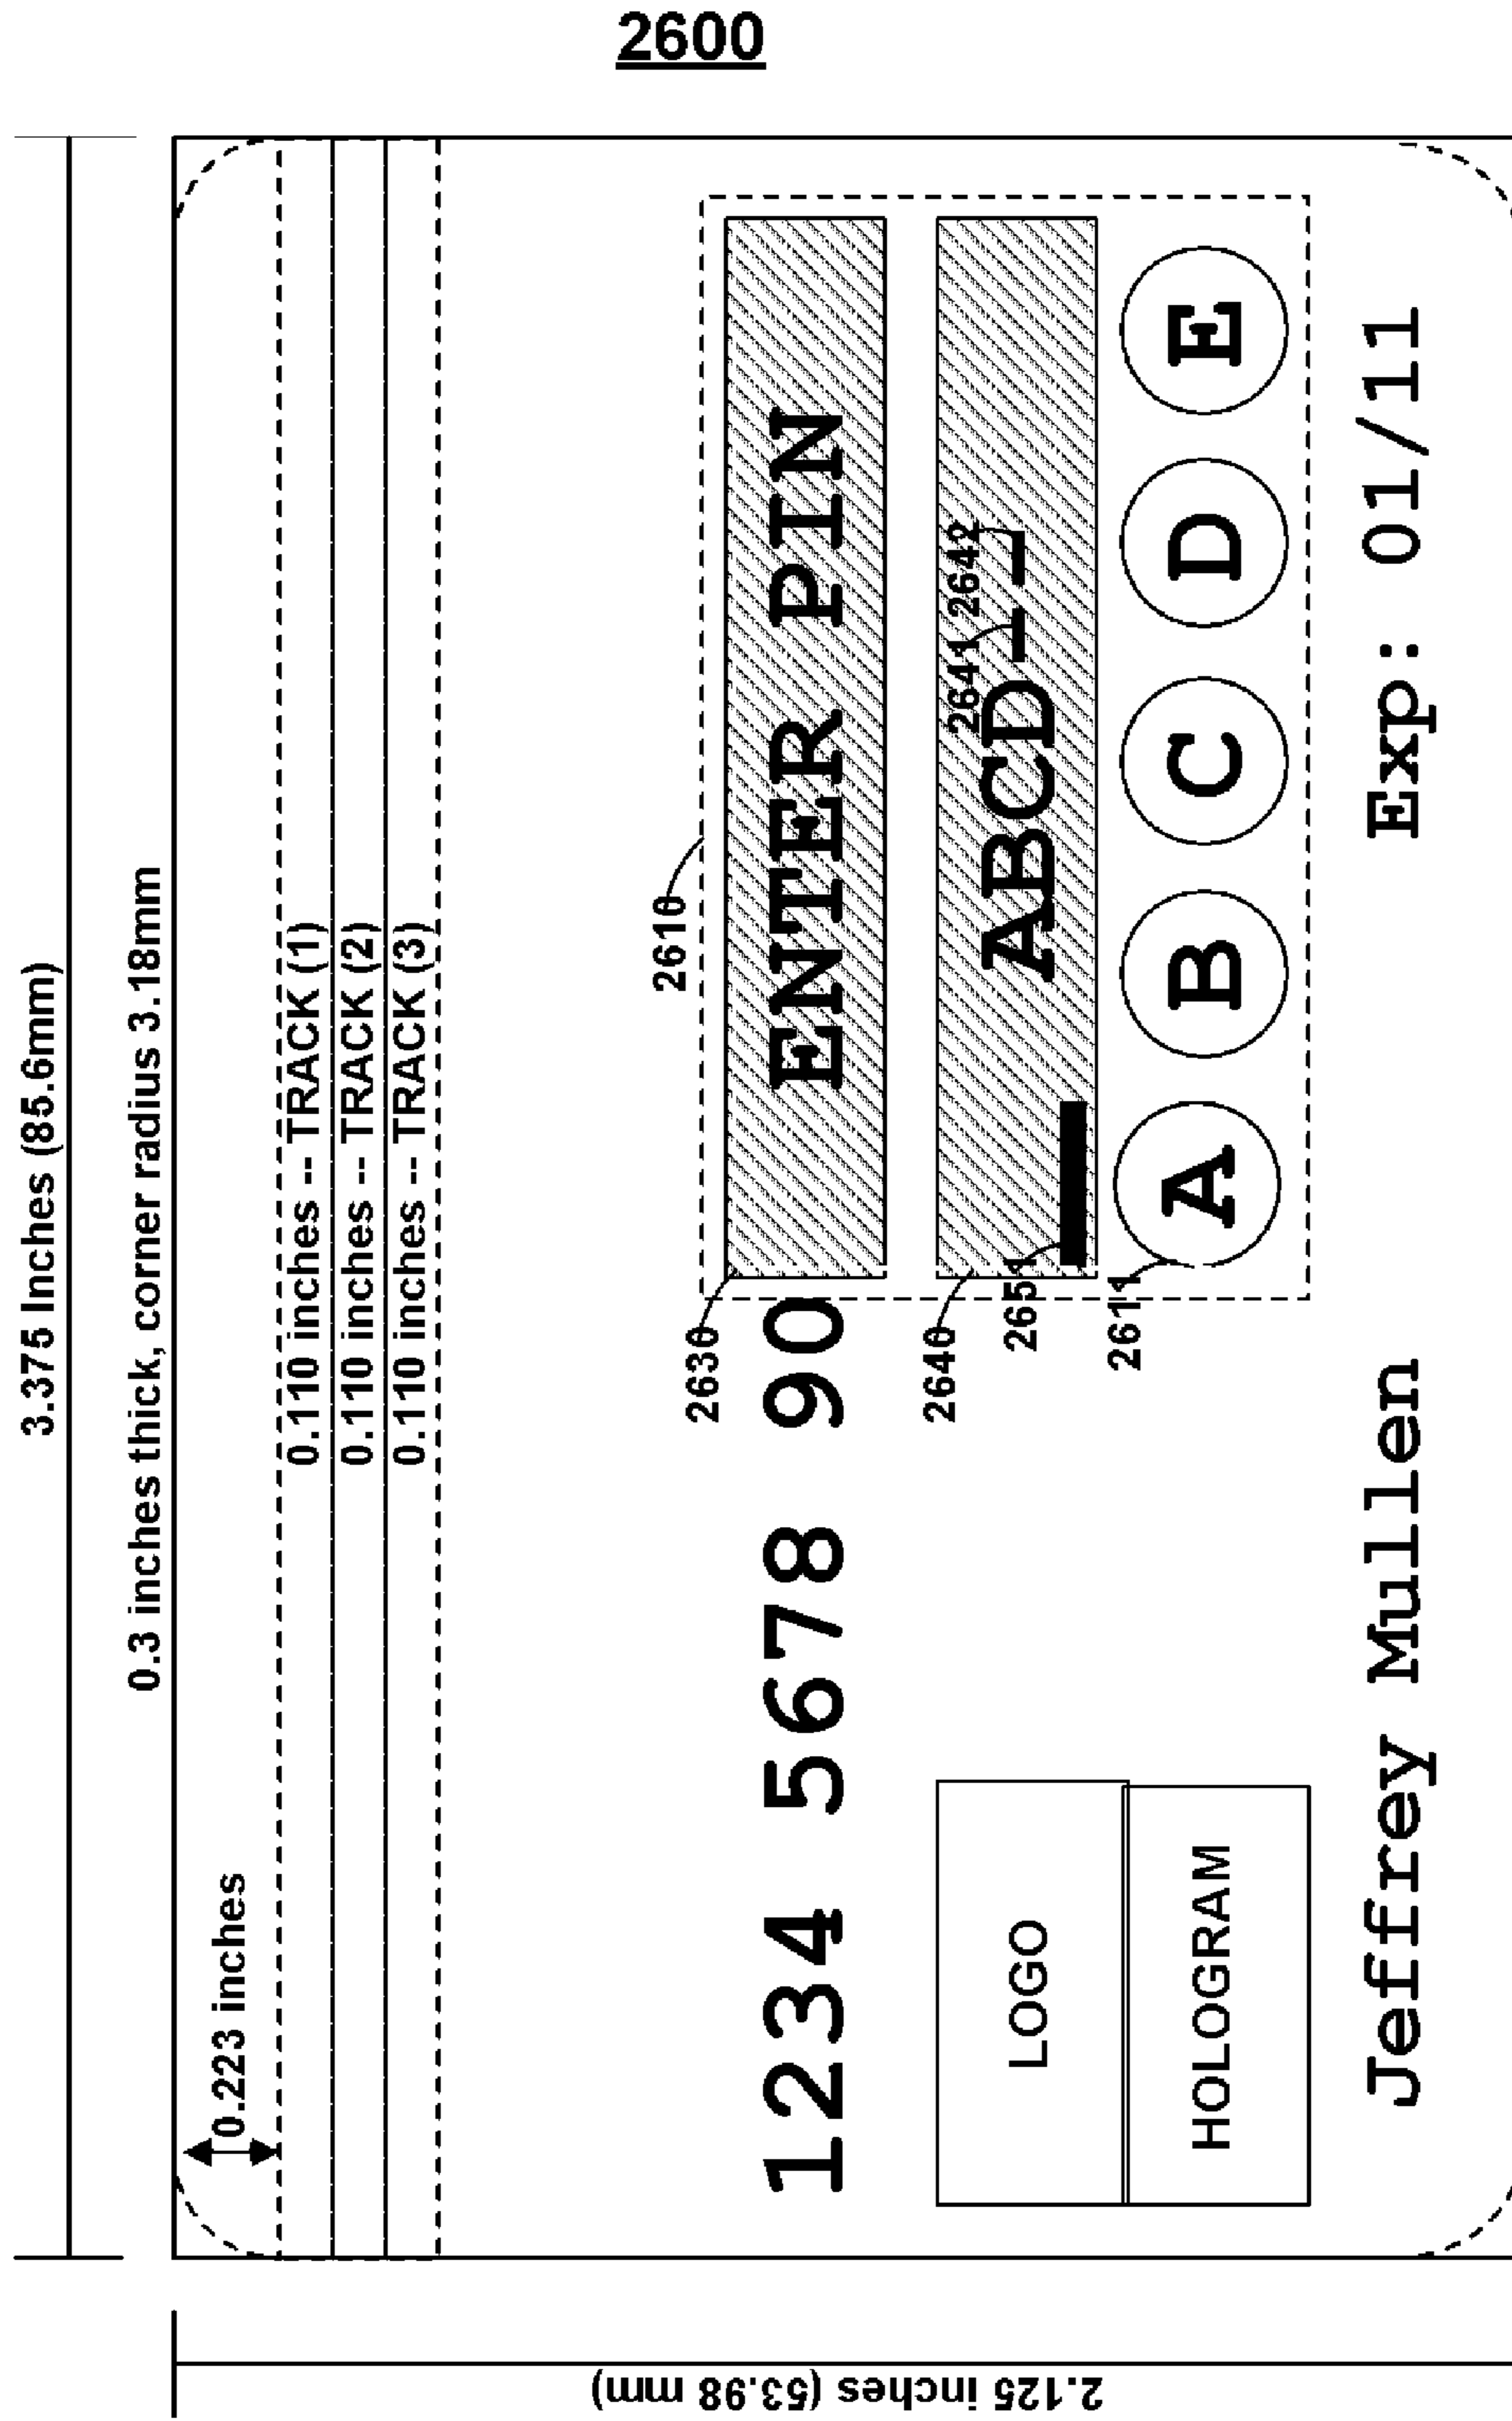 2600
3.375 Inches (85.6mm)
0.3 inches thick, corner radius 3.18mm
0.223 inches
0.110 inches -- TRACK (1)
0.110 inches -- TRACK (2)
0.110 inches -- TRACK (3)
2610
2630
1234 5678 90
ENTER PIN
2640
2641 2642
ABCD_ _
2651
2611
LOGO
HOLOGRAM
A B C D E
Jeffrey Mullen
Exp: 01/11
2.125 inches (53.98 mm)